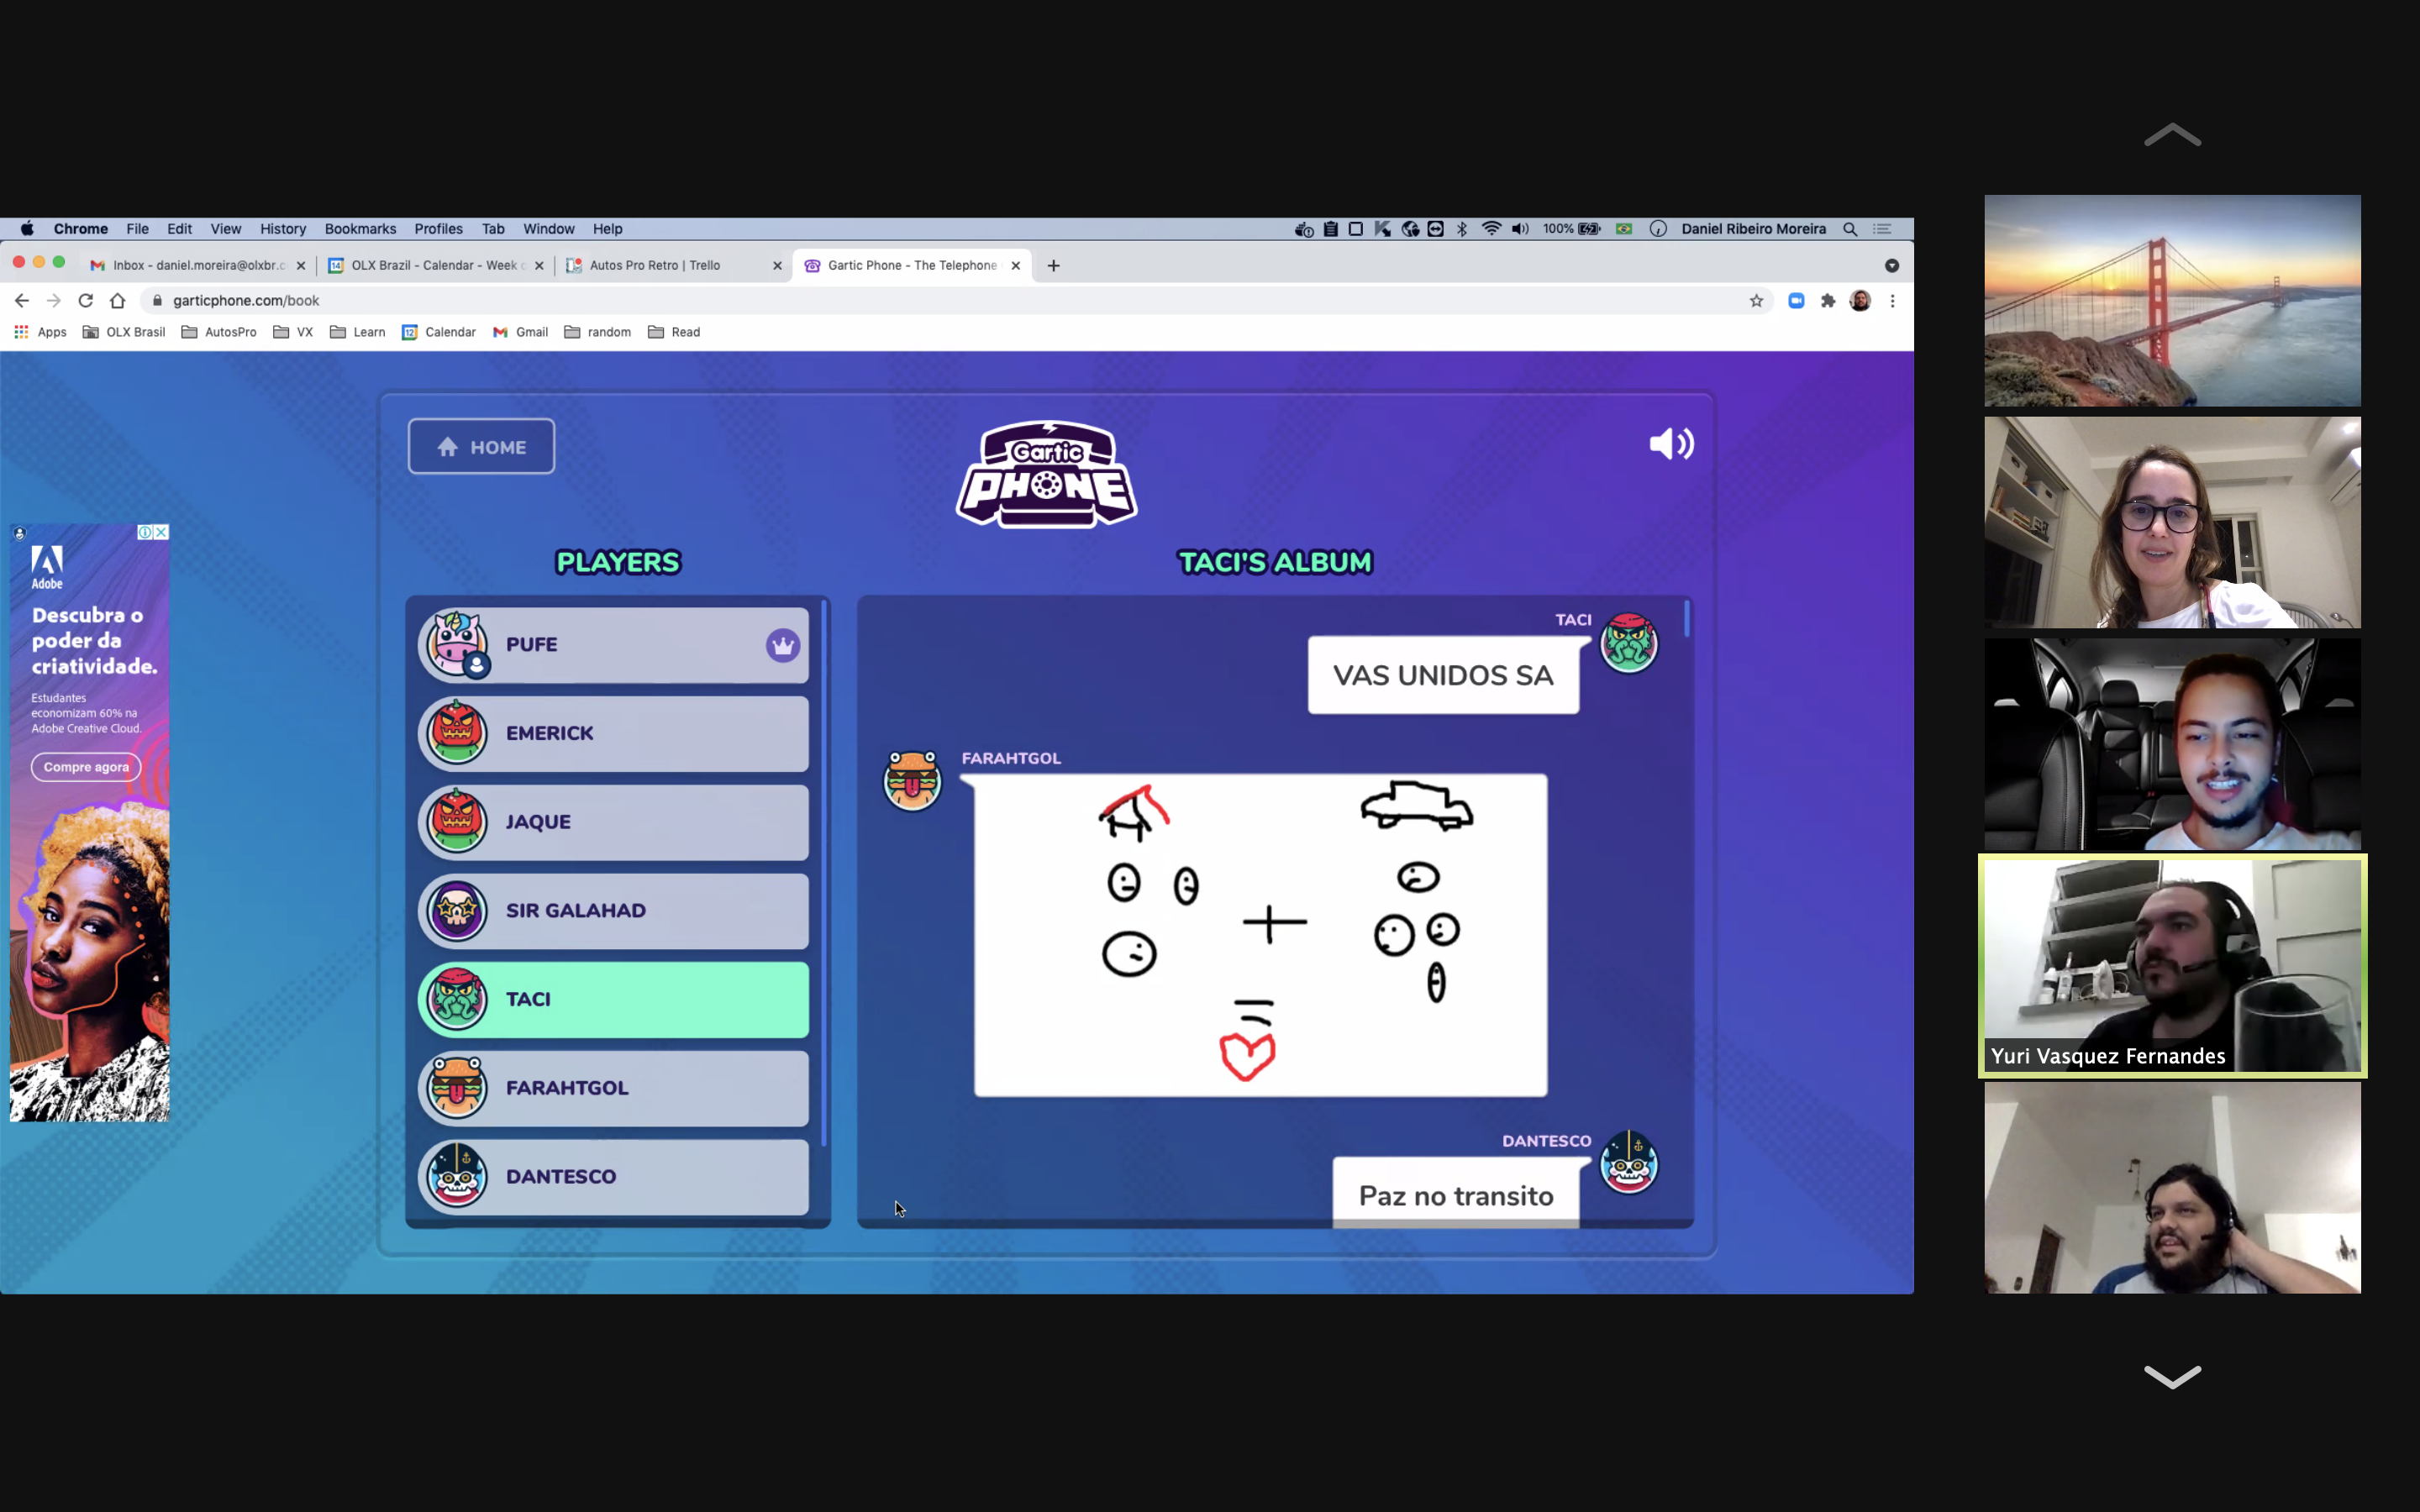 Chrome File Edit View History Bookmarks Profiles Tab Window Help
100%
Daniel Ribeiro Moreira
Inbox - daniel.moreira@olxbr.c
14
OLX Brazil - Calendar - Week o
Autos Pro Retro | Trello
Gartic Phone - The Telephone
garticphone.com/book
Apps OLX Brasil AutosPro VX Learn
12
Calendar Gmail random Read
HOME
Gartic
PHONE
Adobe
Descubra o
poder da
criatividade.
Estudantes
economizam 60% na
Adobe Creative Cloud.
Compre agora
PLAYERS
PUFE
EMERICK
JAQUE
SIR GALAHAD
TACI
FARAHTGOL
DANTESCO
TACI'S ALBUM
TACI
VAS UNIDOS SA
FARAHTGOL
DANTESCO
Paz no transito
Yuri Vasquez Fernandes